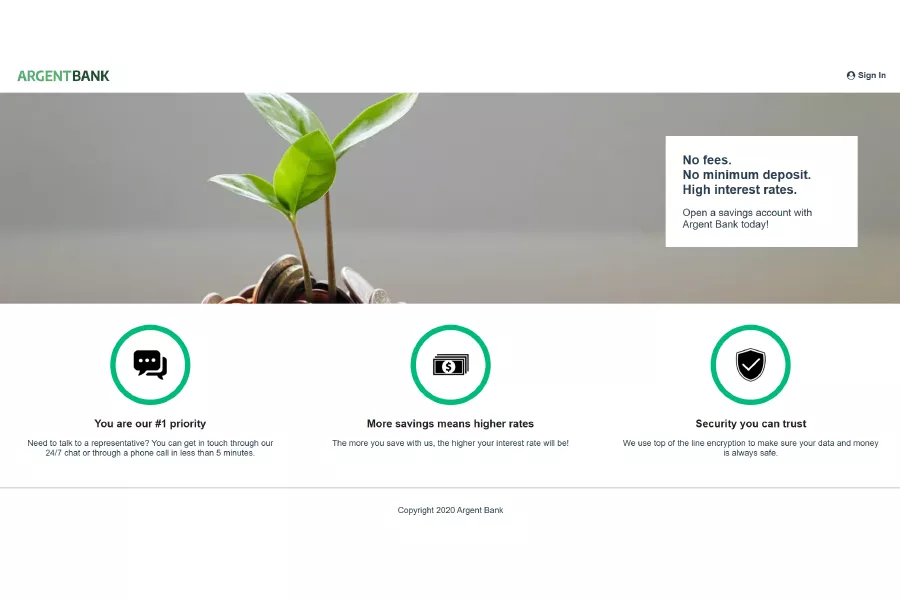 ARGENTBANK
Sign In
No fees.
No minimum deposit.
High interest rates.
Open a savings account with
Argent Bank today!
You are our #1 priority
Need to talk to a representative? You can get in touch through our
24/7 chat or through a phone call in less than 5 minutes.
More savings means higher rates
The more you save with us, the higher your interest rate will be!
Security you can trust
We use top of the line encryption to make sure your data and money
is always safe.
Copyright 2020 Argent Bank